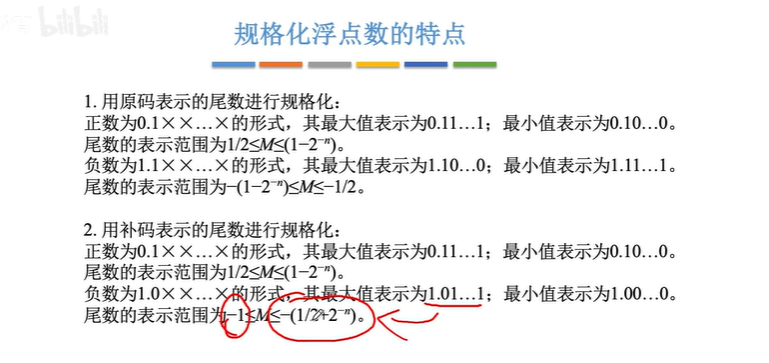 bilibili
规格化浮点数的特点
1. 用原码表示的尾数进行规格化：
正数为0.1××…×的形式，其最大值表示为0.11…1；最小值表示为0.10…0。
尾数的表示范围为1/2≤M≤(1−2⁻ⁿ)。
负数为1.1××…×的形式，其最大值表示为1.10…0；最小值表示为1.11…1。
尾数的表示范围为−(1−2⁻ⁿ)≤M≤−1/2。
2. 用补码表示的尾数进行规格化：
正数为0.1××…×的形式，其最大值表示为0.11…1；最小值表示为0.10…0。
尾数的表示范围为1/2≤M≤(1−2⁻ⁿ)。
负数为1.0××…×的形式，其最大值表示为1.01…1；最小值表示为1.00…0。
尾数的表示范围为−1≤M≤−(1/2+2⁻ⁿ)。